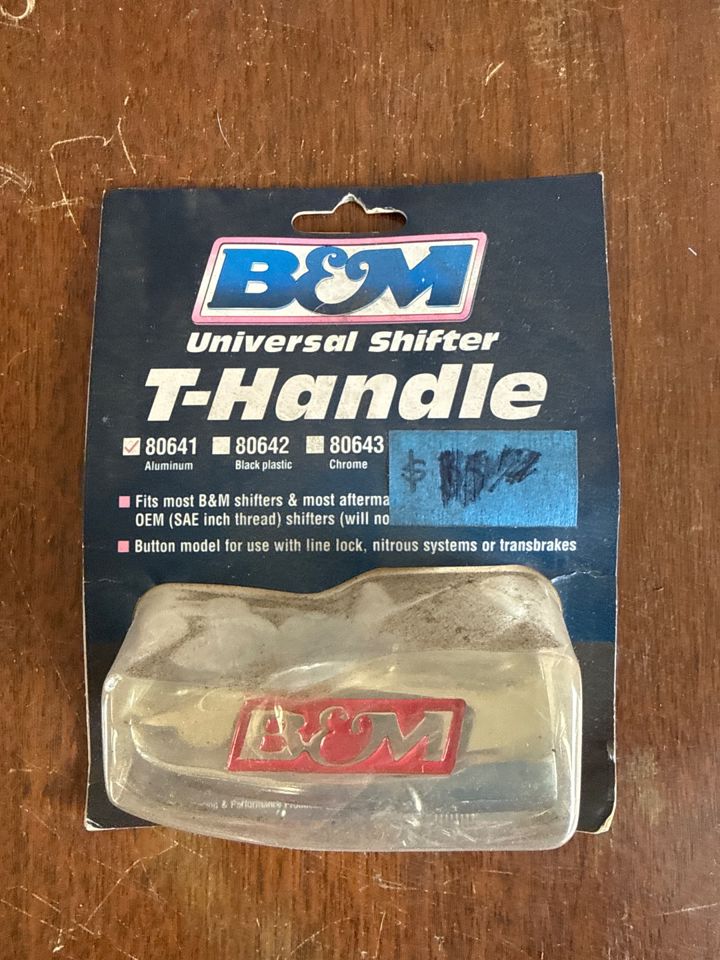 B&M
Universal Shifter
T-Handle
80641 80642 80643
Aluminum Black plastic Chrome
$
Fits most B&M shifters & most afterma
OEM (SAE inch thread) shifters (will no
Button model for use with line lock, nitrous systems or transbrakes
B&M
& Performance